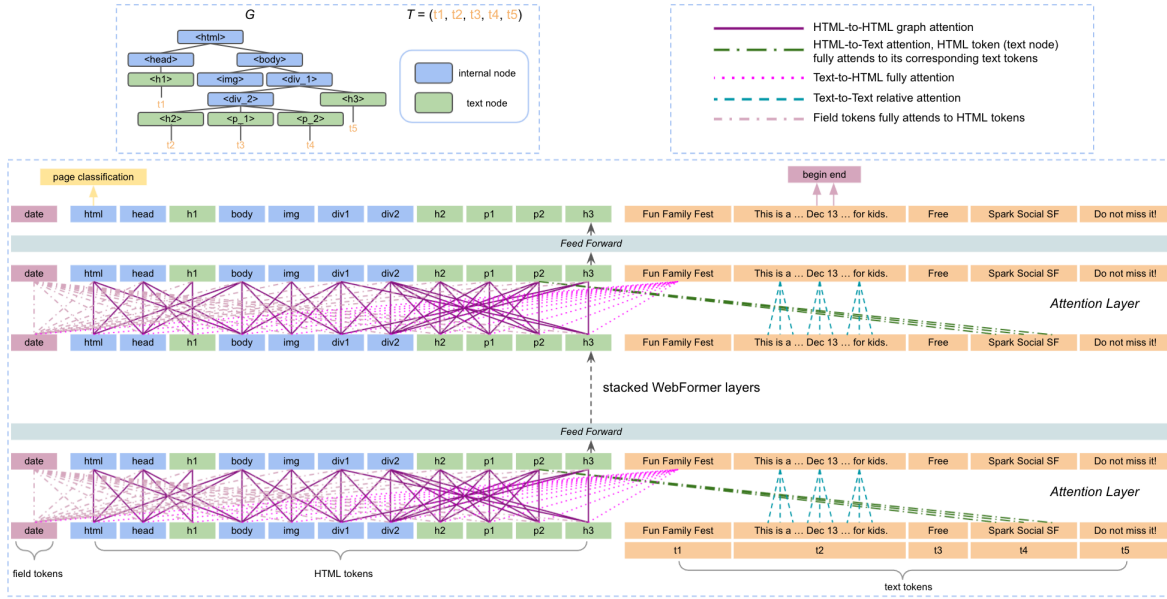 G
T = (t1, t2, t3, t4, t5)
<html>
<head>
<body>
<h1>
<img>
<div_1>
t1
<div_2>
<h3>
<h2>
<p_1>
<p_2>
t5
t2
t3
t4
internal node
text node
HTML-to-HTML graph attention
HTML-to-Text attention, HTML token (text node)
fully attends to its corresponding text tokens
Text-to-HTML fully attention
Text-to-Text relative attention
Field tokens fully attends to HTML tokens
page classification
begin end
date html head h1 body img div1 div2 h2 p1 p2 h3 Fun Family Fest This is a ... Dec 13 ... for kids. Free Spark Social SF Do not miss it!
Feed Forward
date html head h1 body img div1 div2 h2 p1 p2 h3 Fun Family Fest This is a ... Dec 13 ... for kids. Free Spark Social SF Do not miss it!
Attention Layer
date html head h1 body img div1 div2 h2 p1 p2 h3 Fun Family Fest This is a ... Dec 13 ... for kids. Free Spark Social SF Do not miss it!
stacked WebFormer layers
Feed Forward
date html head h1 body img div1 div2 h2 p1 p2 h3 Fun Family Fest This is a ... Dec 13 ... for kids. Free Spark Social SF Do not miss it!
Attention Layer
date html head h1 body img div1 div2 h2 p1 p2 h3 Fun Family Fest This is a ... Dec 13 ... for kids. Free Spark Social SF Do not miss it!
t1 t2 t3 t4 t5
field tokens
HTML tokens
text tokens